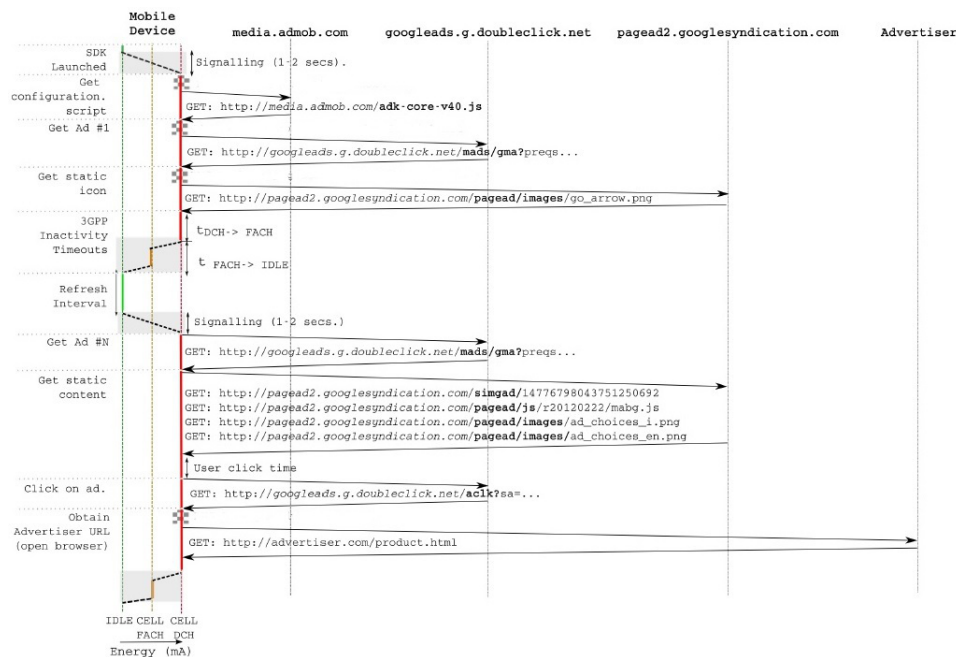 Mobile
Device
media.admob.com
googleads.g.doubleclick.net
pagead2.googlesyndication.com
Advertiser
SDK
Launched
Signalling (1-2 secs).
Get
configuration.
script
GET: http://media.admob.com/adk-core-v40.js
Get Ad #1
GET: http://googleads.g.doubleclick.net/mads/gma?preqs...
Get static
icon
GET: http://pagead2.googlesyndication.com/pagead/images/go_arrow.png
3GPP
Inactivity
Timeouts
tDCH-> FACH
t FACH-> IDLE
Refresh
Interval
Signalling (1-2 secs.)
Get Ad #N
GET: http://googleads.g.doubleclick.net/mads/gma?preqs...
Get static
content
GET: http://pagead2.googlesyndication.com/simgad/14776798043751250692
GET: http://pagead2.googlesyndication.com/pagead/js/r20120222/mabg.js
GET: http://pagead2.googlesyndication.com/pagead/images/ad_choices_i.png
GET: http://pagead2.googlesyndication.com/pagead/images/ad_choices_en.png
User click time
Click on ad.
GET: http://googleads.g.doubleclick.net/aclk?sa=...
Obtain
Advertiser URL
(open browser)
GET: http://advertiser.com/product.html
IDLE CELL CELL
FACH DCH
Energy (mA)